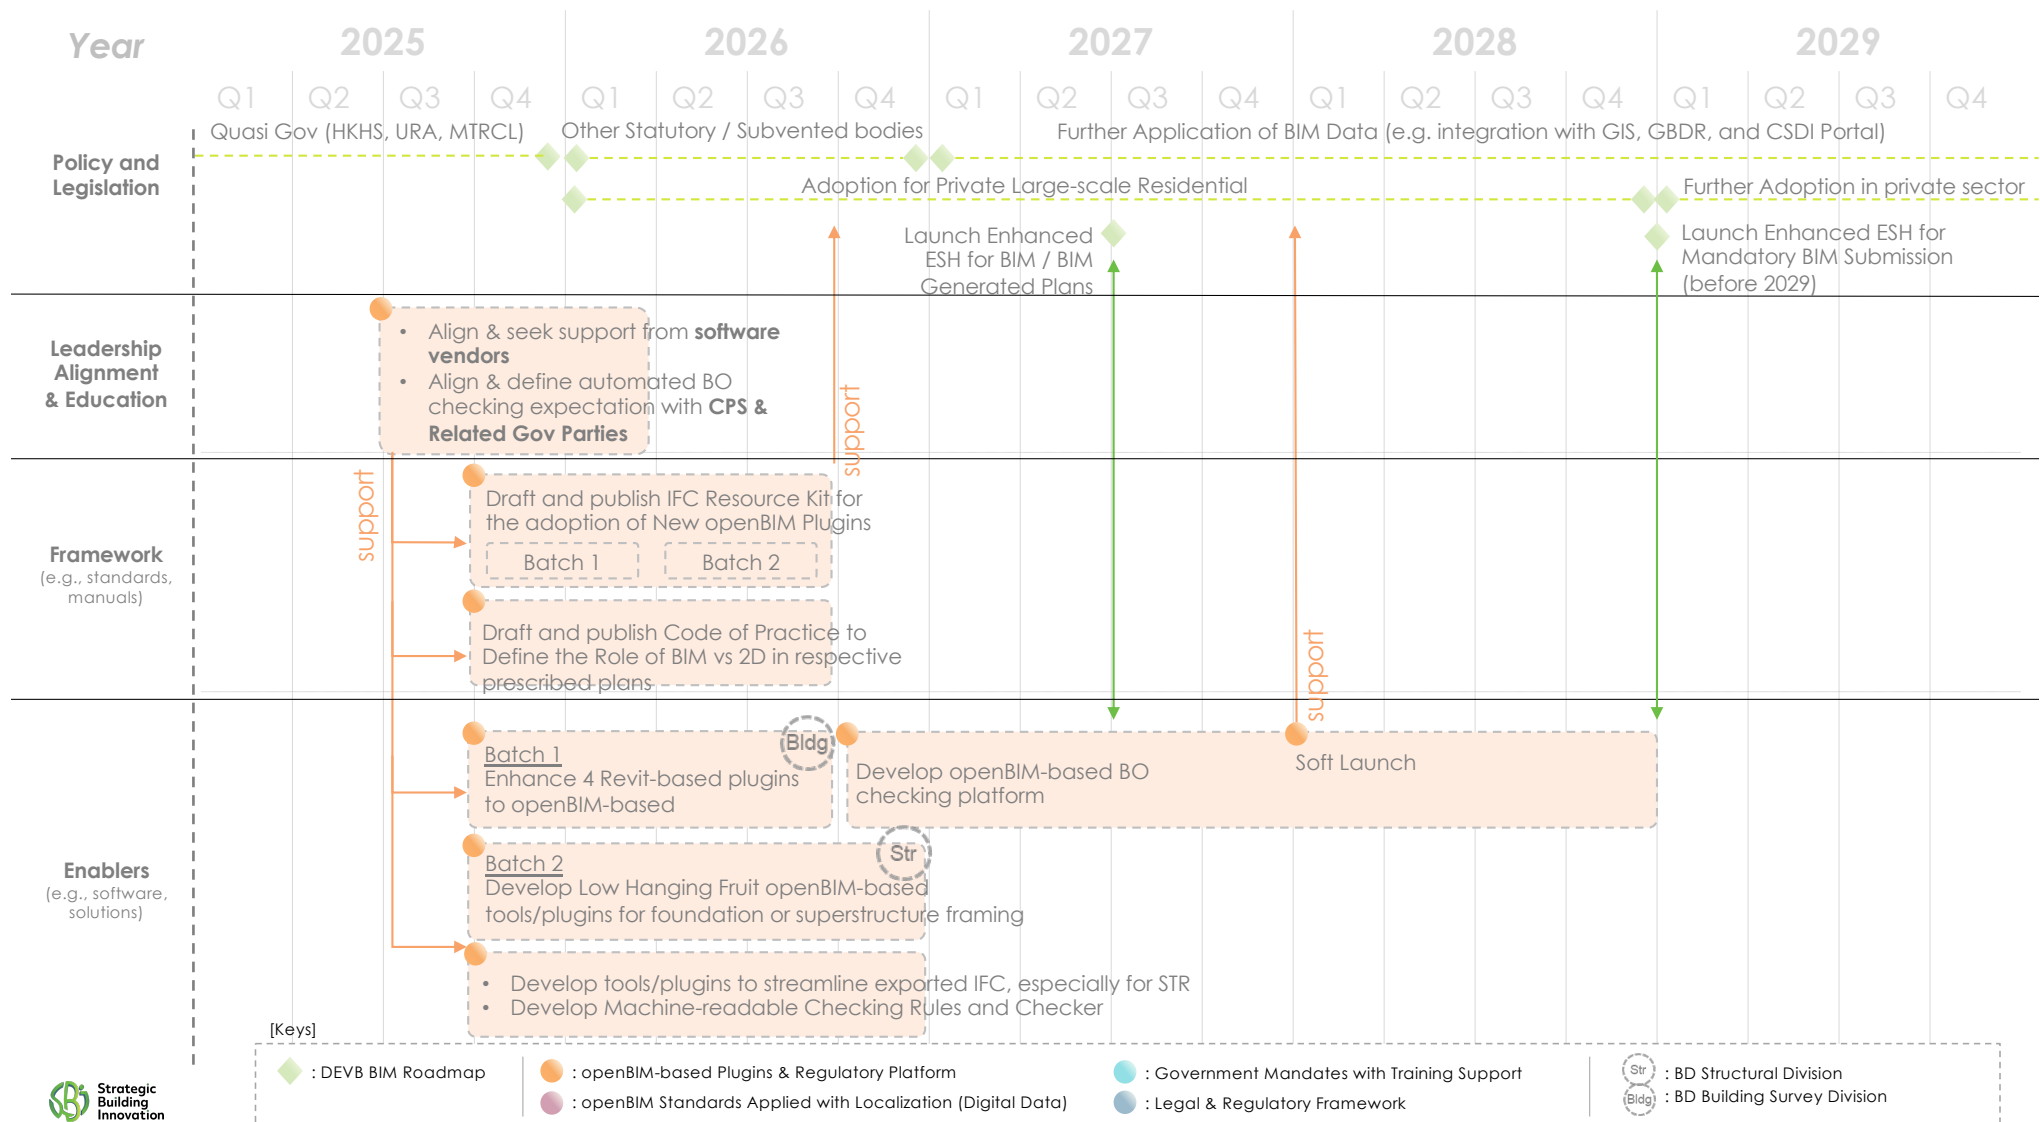 Year
2025
2026
2027
2028
2029
Q1 Q2 Q3 Q4 Q1 Q2 Q3 Q4 Q1 Q2 Q3 Q4 Q1 Q2 Q3 Q4 Q1 Q2 Q3 Q4
Policy and
Legislation
Quasi Gov (HKHS, URA, MTRCL)
Other Statutory / Subvented bodies
Further Application of BIM Data (e.g. integration with GIS, GBDR, and CSDI Portal)
Adoption for Private Large-scale Residential
Further Adoption in private sector
Launch Enhanced
ESH for BIM / BIM
Generated Plans
Launch Enhanced ESH for
Mandatory BIM Submission
(before 2029)
Leadership
Alignment
& Education
• Align & seek support from software
vendors
• Align & define automated BO
checking expectation with CPS &
Related Gov Parties
support
support
Framework
(e.g., standards,
manuals)
Draft and publish IFC Resource Kit for
the adoption of New openBIM Plugins
Batch 1
Batch 2
Draft and publish Code of Practice to
Define the Role of BIM vs 2D in respective
prescribed plans
support
Enablers
(e.g., software,
solutions)
Batch 1
Enhance 4 Revit-based plugins
to openBIM-based
Bldg
Develop openBIM-based BO
checking platform
Soft Launch
Batch 2
Develop Low Hanging Fruit openBIM-based
tools/plugins for foundation or superstructure framing
Str
• Develop tools/plugins to streamline exported IFC, especially for STR
• Develop Machine-readable Checking Rules and Checker
[Keys]
: DEVB BIM Roadmap
: openBIM-based Plugins & Regulatory Platform
: openBIM Standards Applied with Localization (Digital Data)
: Government Mandates with Training Support
: Legal & Regulatory Framework
Str : BD Structural Division
Bldg : BD Building Survey Division
SBi
Strategic
Building
Innovation